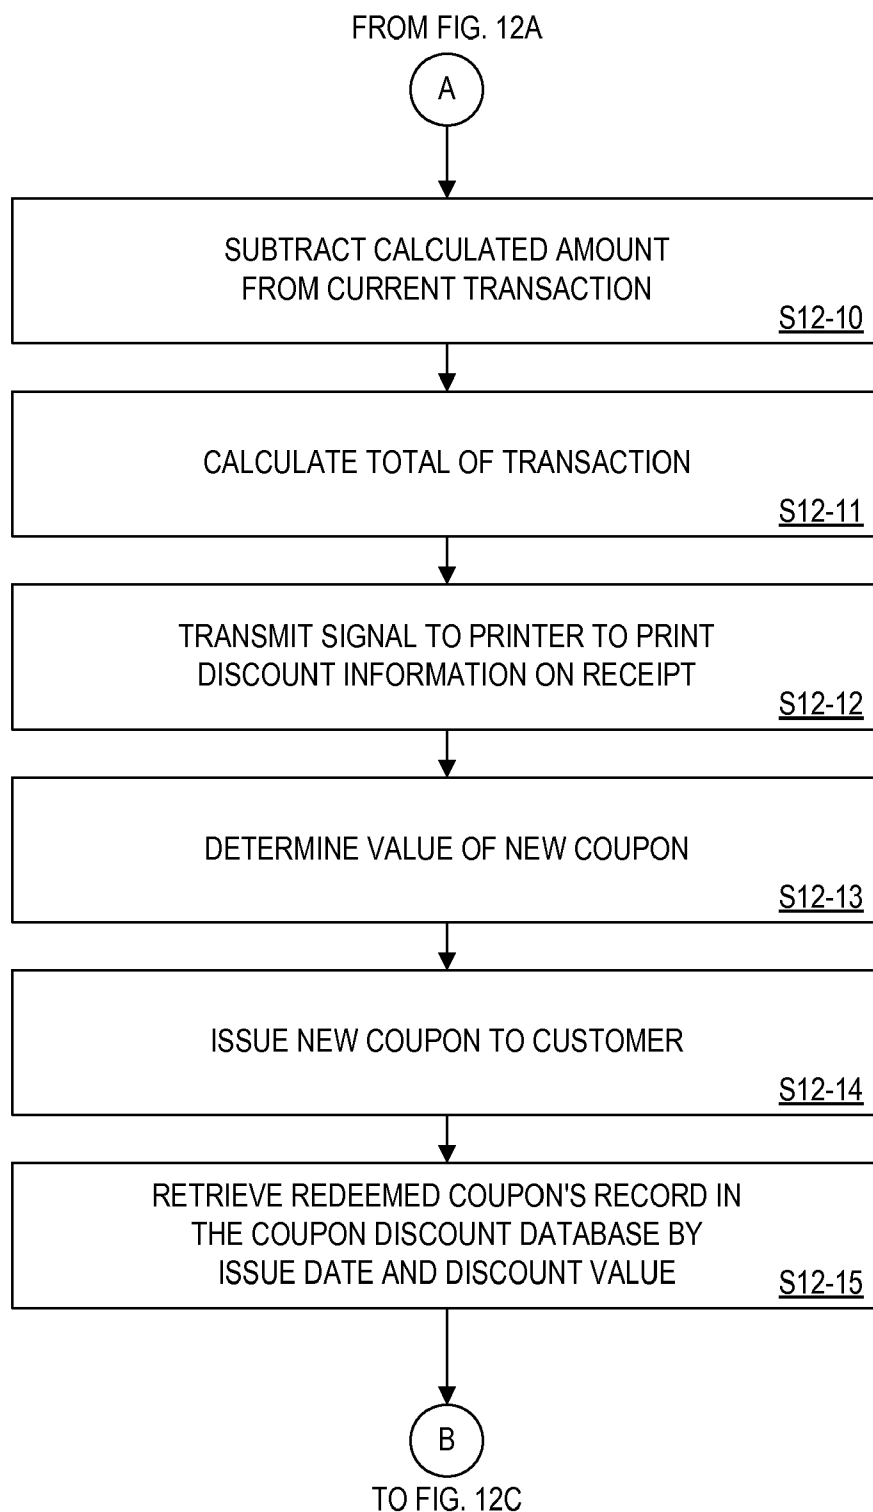 FROM FIG. 12A
A
SUBTRACT CALCULATED AMOUNT
FROM CURRENT TRANSACTION
S12-10
CALCULATE TOTAL OF TRANSACTION
S12-11
TRANSMIT SIGNAL TO PRINTER TO PRINT
DISCOUNT INFORMATION ON RECEIPT
S12-12
DETERMINE VALUE OF NEW COUPON
S12-13
ISSUE NEW COUPON TO CUSTOMER
S12-14
RETRIEVE REDEEMED COUPON'S RECORD IN
THE COUPON DISCOUNT DATABASE BY
ISSUE DATE AND DISCOUNT VALUE
S12-15
B
TO FIG. 12C